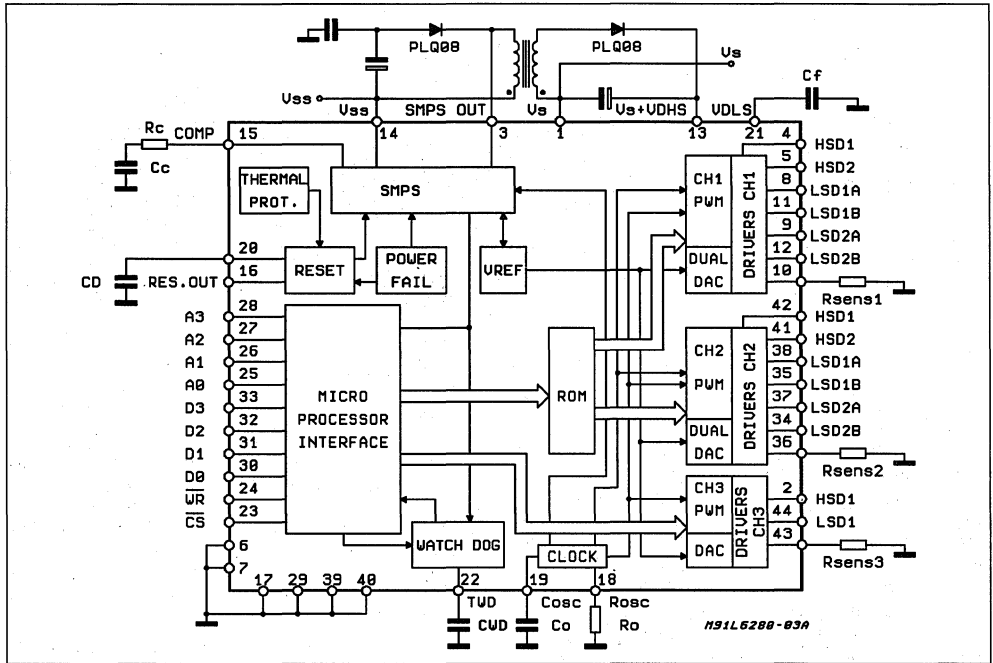 PLQ08 PLQ08
Vs
Cf
Vss
Vss SMPS OUT Vs Vs+VDHS VDLS
Rc COMP 15 14 3 1 13 21 4 HSD1
Cc
THERMAL
PROT.
SMPS
CH1
PWM
DRIVERS CH1
5 HSD2
8 LSD1A
11 LSD1B
9 LSD2A
12 LSD2B
10
DUAL
DAC
Rsens1
20
CD RES.OUT 16
RESET
POWER
FAIL
VREF
A3 28
A2 27
A1 26
A0 25
D3 33
D2 32
D1 31
D0 30
W̅R̅ 24
C̅S̅ 23
6
7
MICRO
PROCESSOR
INTERFACE
ROM
42 HSD1
41 HSD2
38 LSD1A
35 LSD1B
37 LSD2A
34 LSD2B
36
CH2
PWM
DRIVERS CH2
DUAL
DAC
Rsens2
2 HSD1
44 LSD1
43
CH3
PWM
DRIVERS
CH3
DAC
Rsens3
WATCH DOG
CLOCK
17 29 39 40 22 19 18
TWD Cosc Rosc
CWD Co Ro
M91L6280-03A